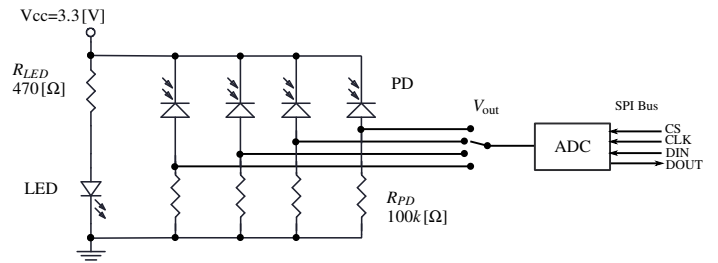 Vcc=3.3[V]
R_LED
470[Ω]
LED
PD
R_PD
100k[Ω]
V_out
ADC
SPI Bus
CS
CLK
DIN
DOUT